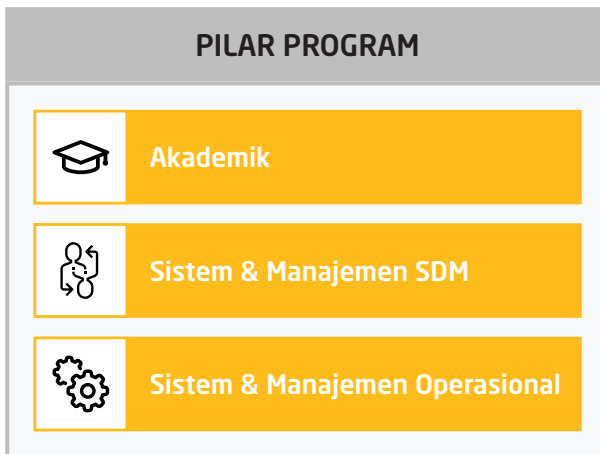 PILAR PROGRAM
Akademik
Sistem & Manajemen SDM
Sistem & Manajemen Operasional